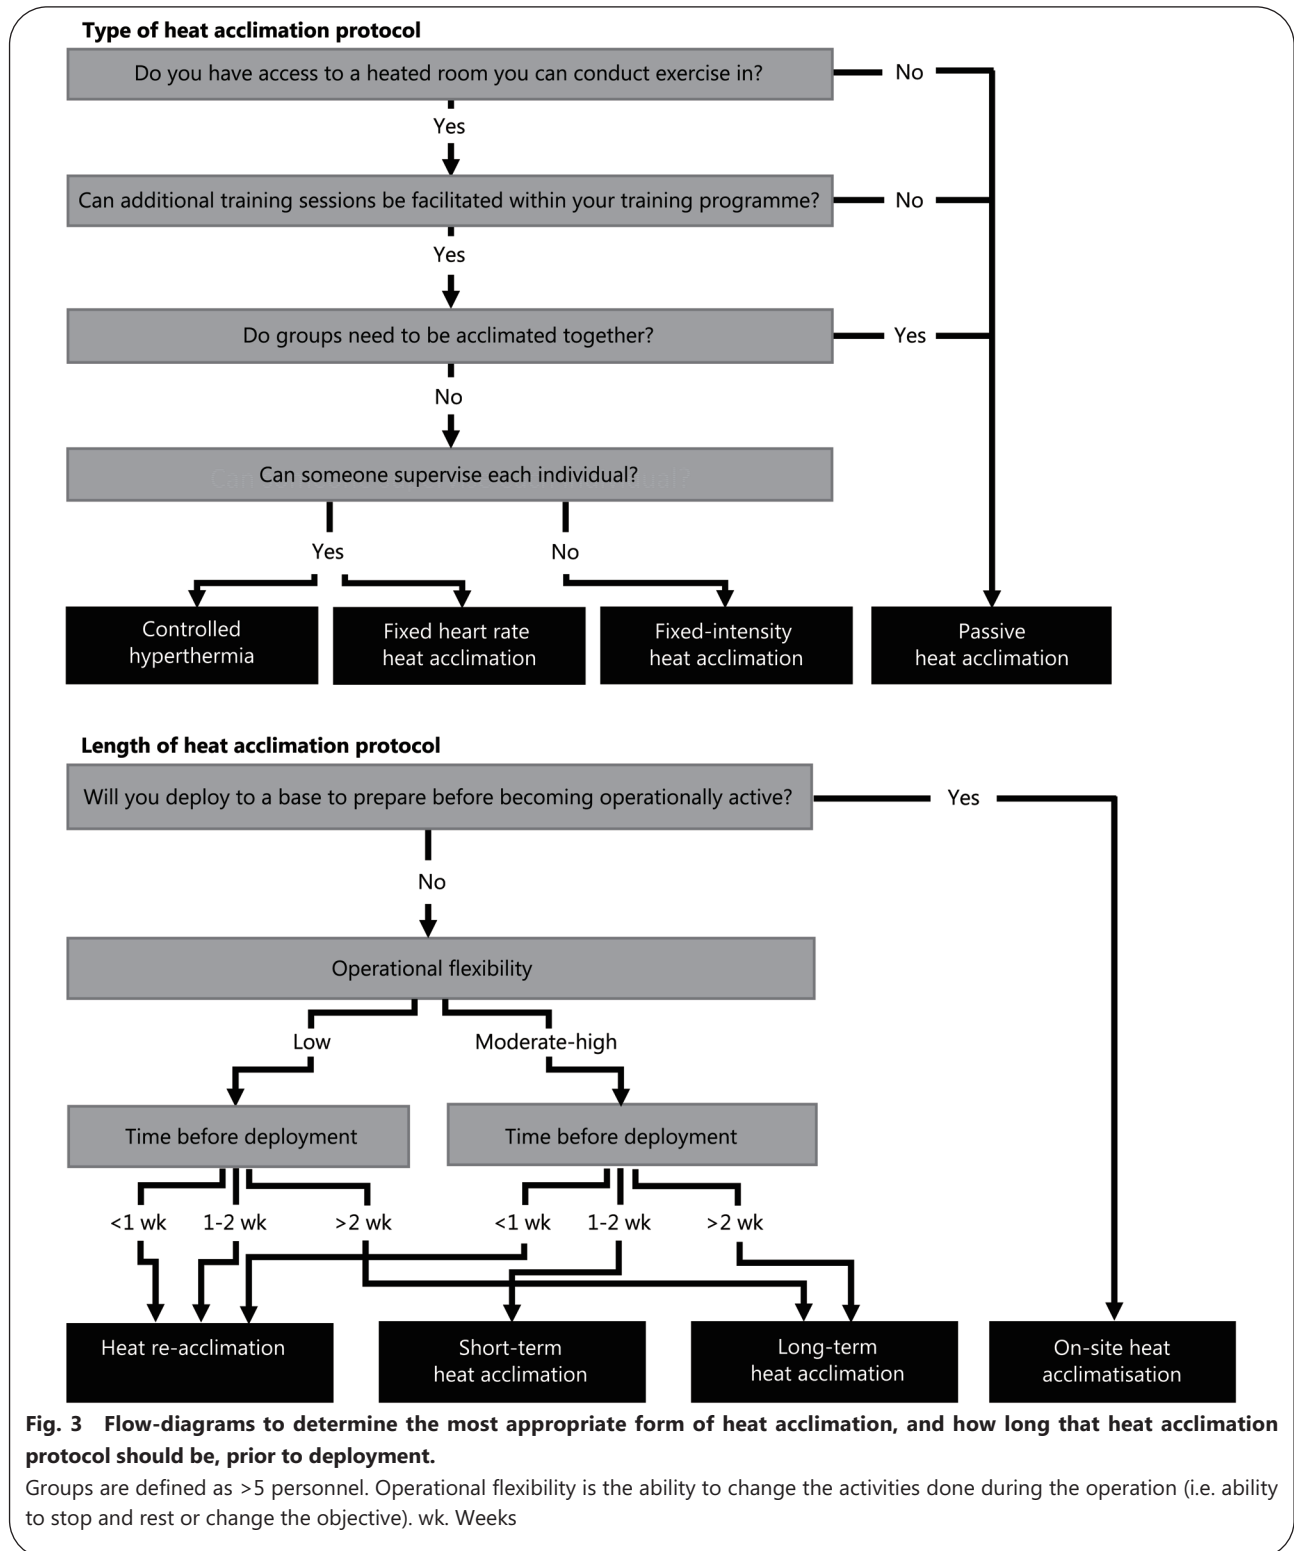 Type of heat acclimation protocol
Do you have access to a heated room you can conduct exercise in?
No
Yes
Can additional training sessions be facilitated within your training programme?
No
Yes
Do groups need to be acclimated together?
Yes
No
Can someone supervise each individual?
Yes
No
Controlled
hyperthermia
Fixed heart rate
heat acclimation
Fixed-intensity
heat acclimation
Passive
heat acclimation
Length of heat acclimation protocol
Will you deploy to a base to prepare before becoming operationally active?
Yes
No
Operational flexibility
Low
Moderate-high
Time before deployment
Time before deployment
<1 wk
1-2 wk
>2 wk
<1 wk
1-2 wk
>2 wk
Heat re-acclimation
Short-term
heat acclimation
Long-term
heat acclimation
On-site heat
acclimatisation
Fig. 3 Flow-diagrams to determine the most appropriate form of heat acclimation, and how long that heat acclimation
protocol should be, prior to deployment.
Groups are defined as >5 personnel. Operational flexibility is the ability to change the activities done during the operation (i.e. ability
to stop and rest or change the objective). wk. Weeks